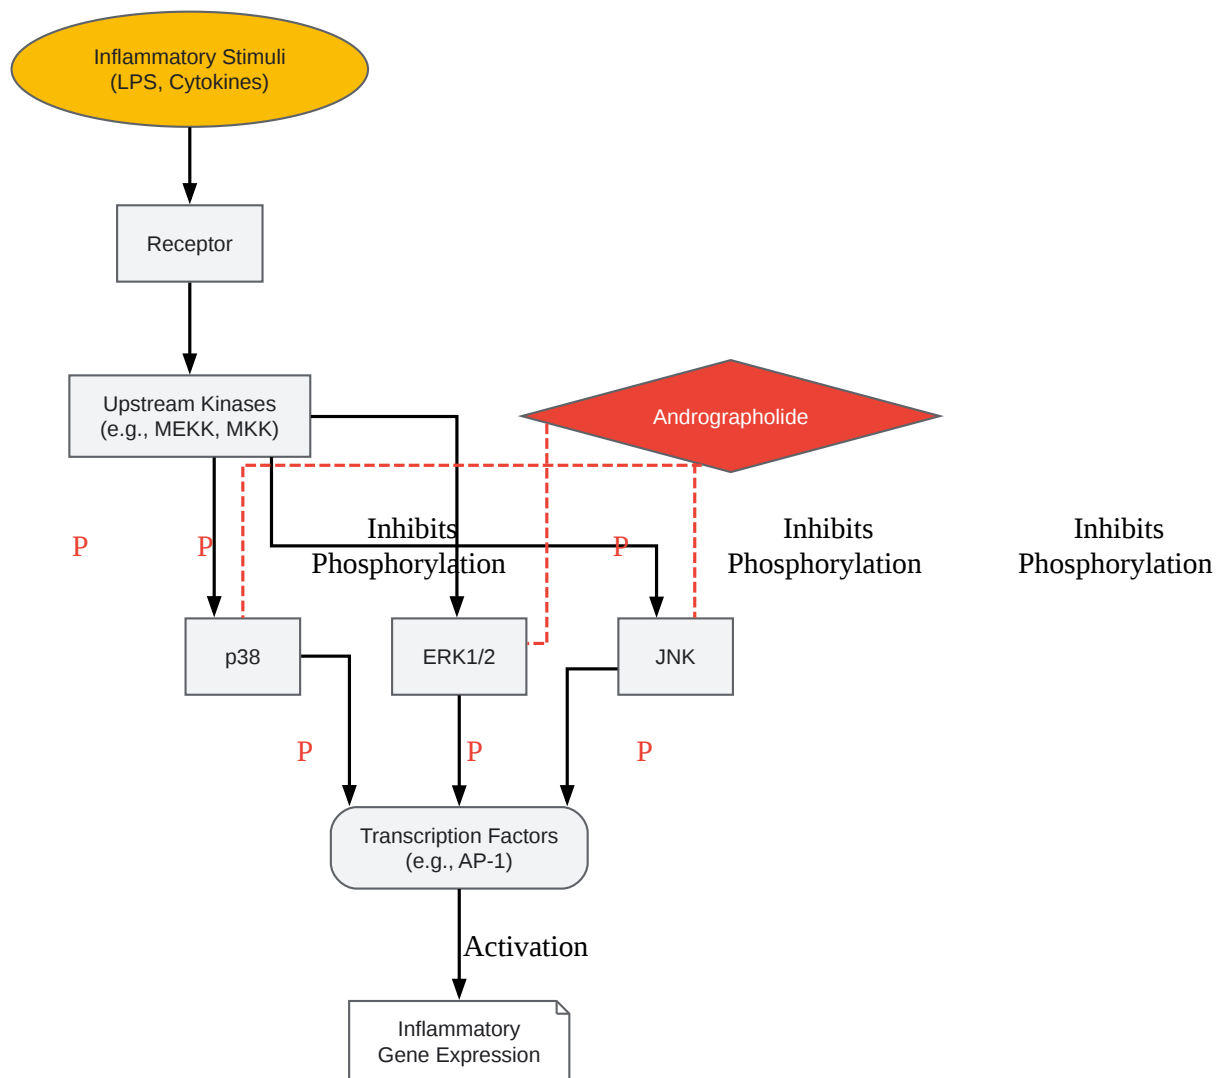 Inflammatory Stimuli
(LPS, Cytokines)
Receptor
Upstream Kinases
(e.g., MEKK, MKK)
Andrographolide
P
P
Inhibits
Phosphorylation
P
Inhibits
Phosphorylation
Inhibits
Phosphorylation
p38
ERK1/2
JNK
P
P
P
Transcription Factors
(e.g., AP-1)
Activation
Inflammatory
Gene Expression